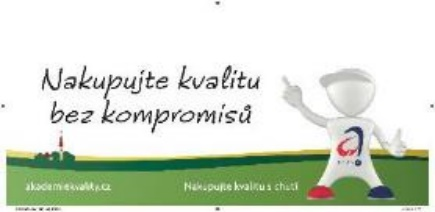 Nakupujte kvalitu
bez kompromisů
akademiekvality.cz
Nakupujte kvalitu s chutí